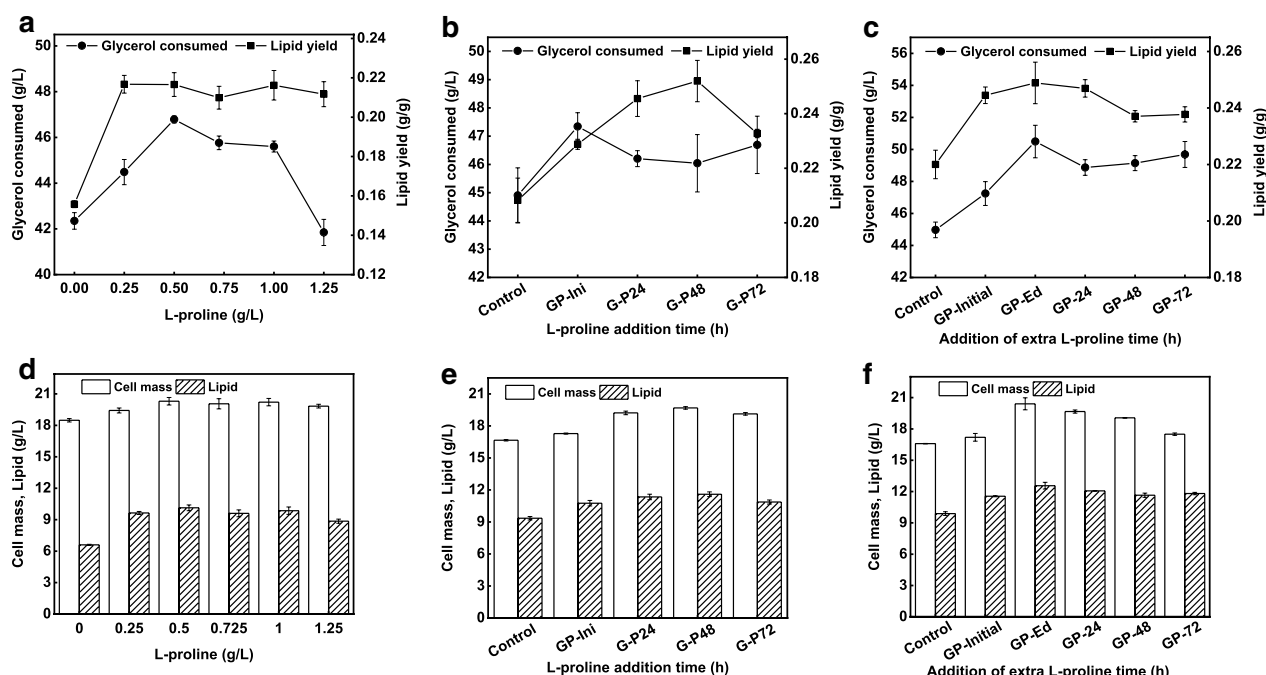 a
Glycerol consumed
Lipid yield
50
48
46
44
42
40
0.24
0.22
0.20
0.18
0.16
0.14
0.12
Glycerol consumed (g/L)
Lipid yield (g/g)
0.00
0.25
0.50
0.75
1.00
1.25
L-proline (g/L)
b
Glycerol consumed
Lipid yield
50
49
48
47
46
45
44
43
42
0.26
0.24
0.22
0.20
0.18
Glycerol consumed (g/L)
Lipid yield (g/g)
Control
GP-Ini
G-P24
G-P48
G-P72
L-proline addition time (h)
c
Glycerol consumed
Lipid yield
56
54
52
50
48
46
44
42
0.26
0.24
0.22
0.20
0.18
Glycerol consumed (g/L)
Lipid yield (g/g)
Control
GP-Initial
GP-Ed
GP-24
GP-48
GP-72
Addition of extra L-proline time (h)
d
Cell mass
Lipid
21
18
15
12
9
6
3
0
Cell mass, Lipid (g/L)
0
0.25
0.5
0.725
1
1.25
L-proline (g/L)
e
Cell mass
Lipid
21
18
15
12
9
6
3
0
Cell mass, Lipid (g/L)
Control
GP-Ini
G-P24
G-P48
G-P72
L-proline addition time (h)
f
Cell mass
Lipid
21
18
15
12
9
6
3
0
Cell mass, Lipid (g/L)
Control
GP-Initial
GP-Ed
GP-24
GP-48
GP-72
Addition of extra L-proline time (h)